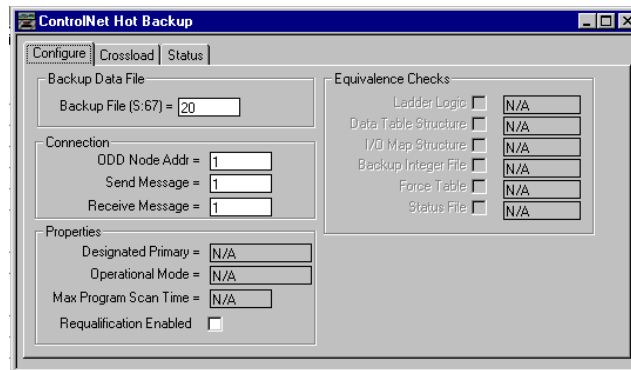 ControlNet Hot Backup
Configure Crossload Status
Backup Data File
Backup File (S:67) = 20
Connection
ODD Node Addr = 1
Send Message = 1
Receive Message = 1
Properties
Designated Primary = N/A
Operational Mode = N/A
Max Program Scan Time = N/A
Requalification Enabled
Equivalence Checks
Ladder Logic N/A
Data Table Structure N/A
I/O Map Structure N/A
Backup Integer File N/A
Force Table N/A
Status File N/A